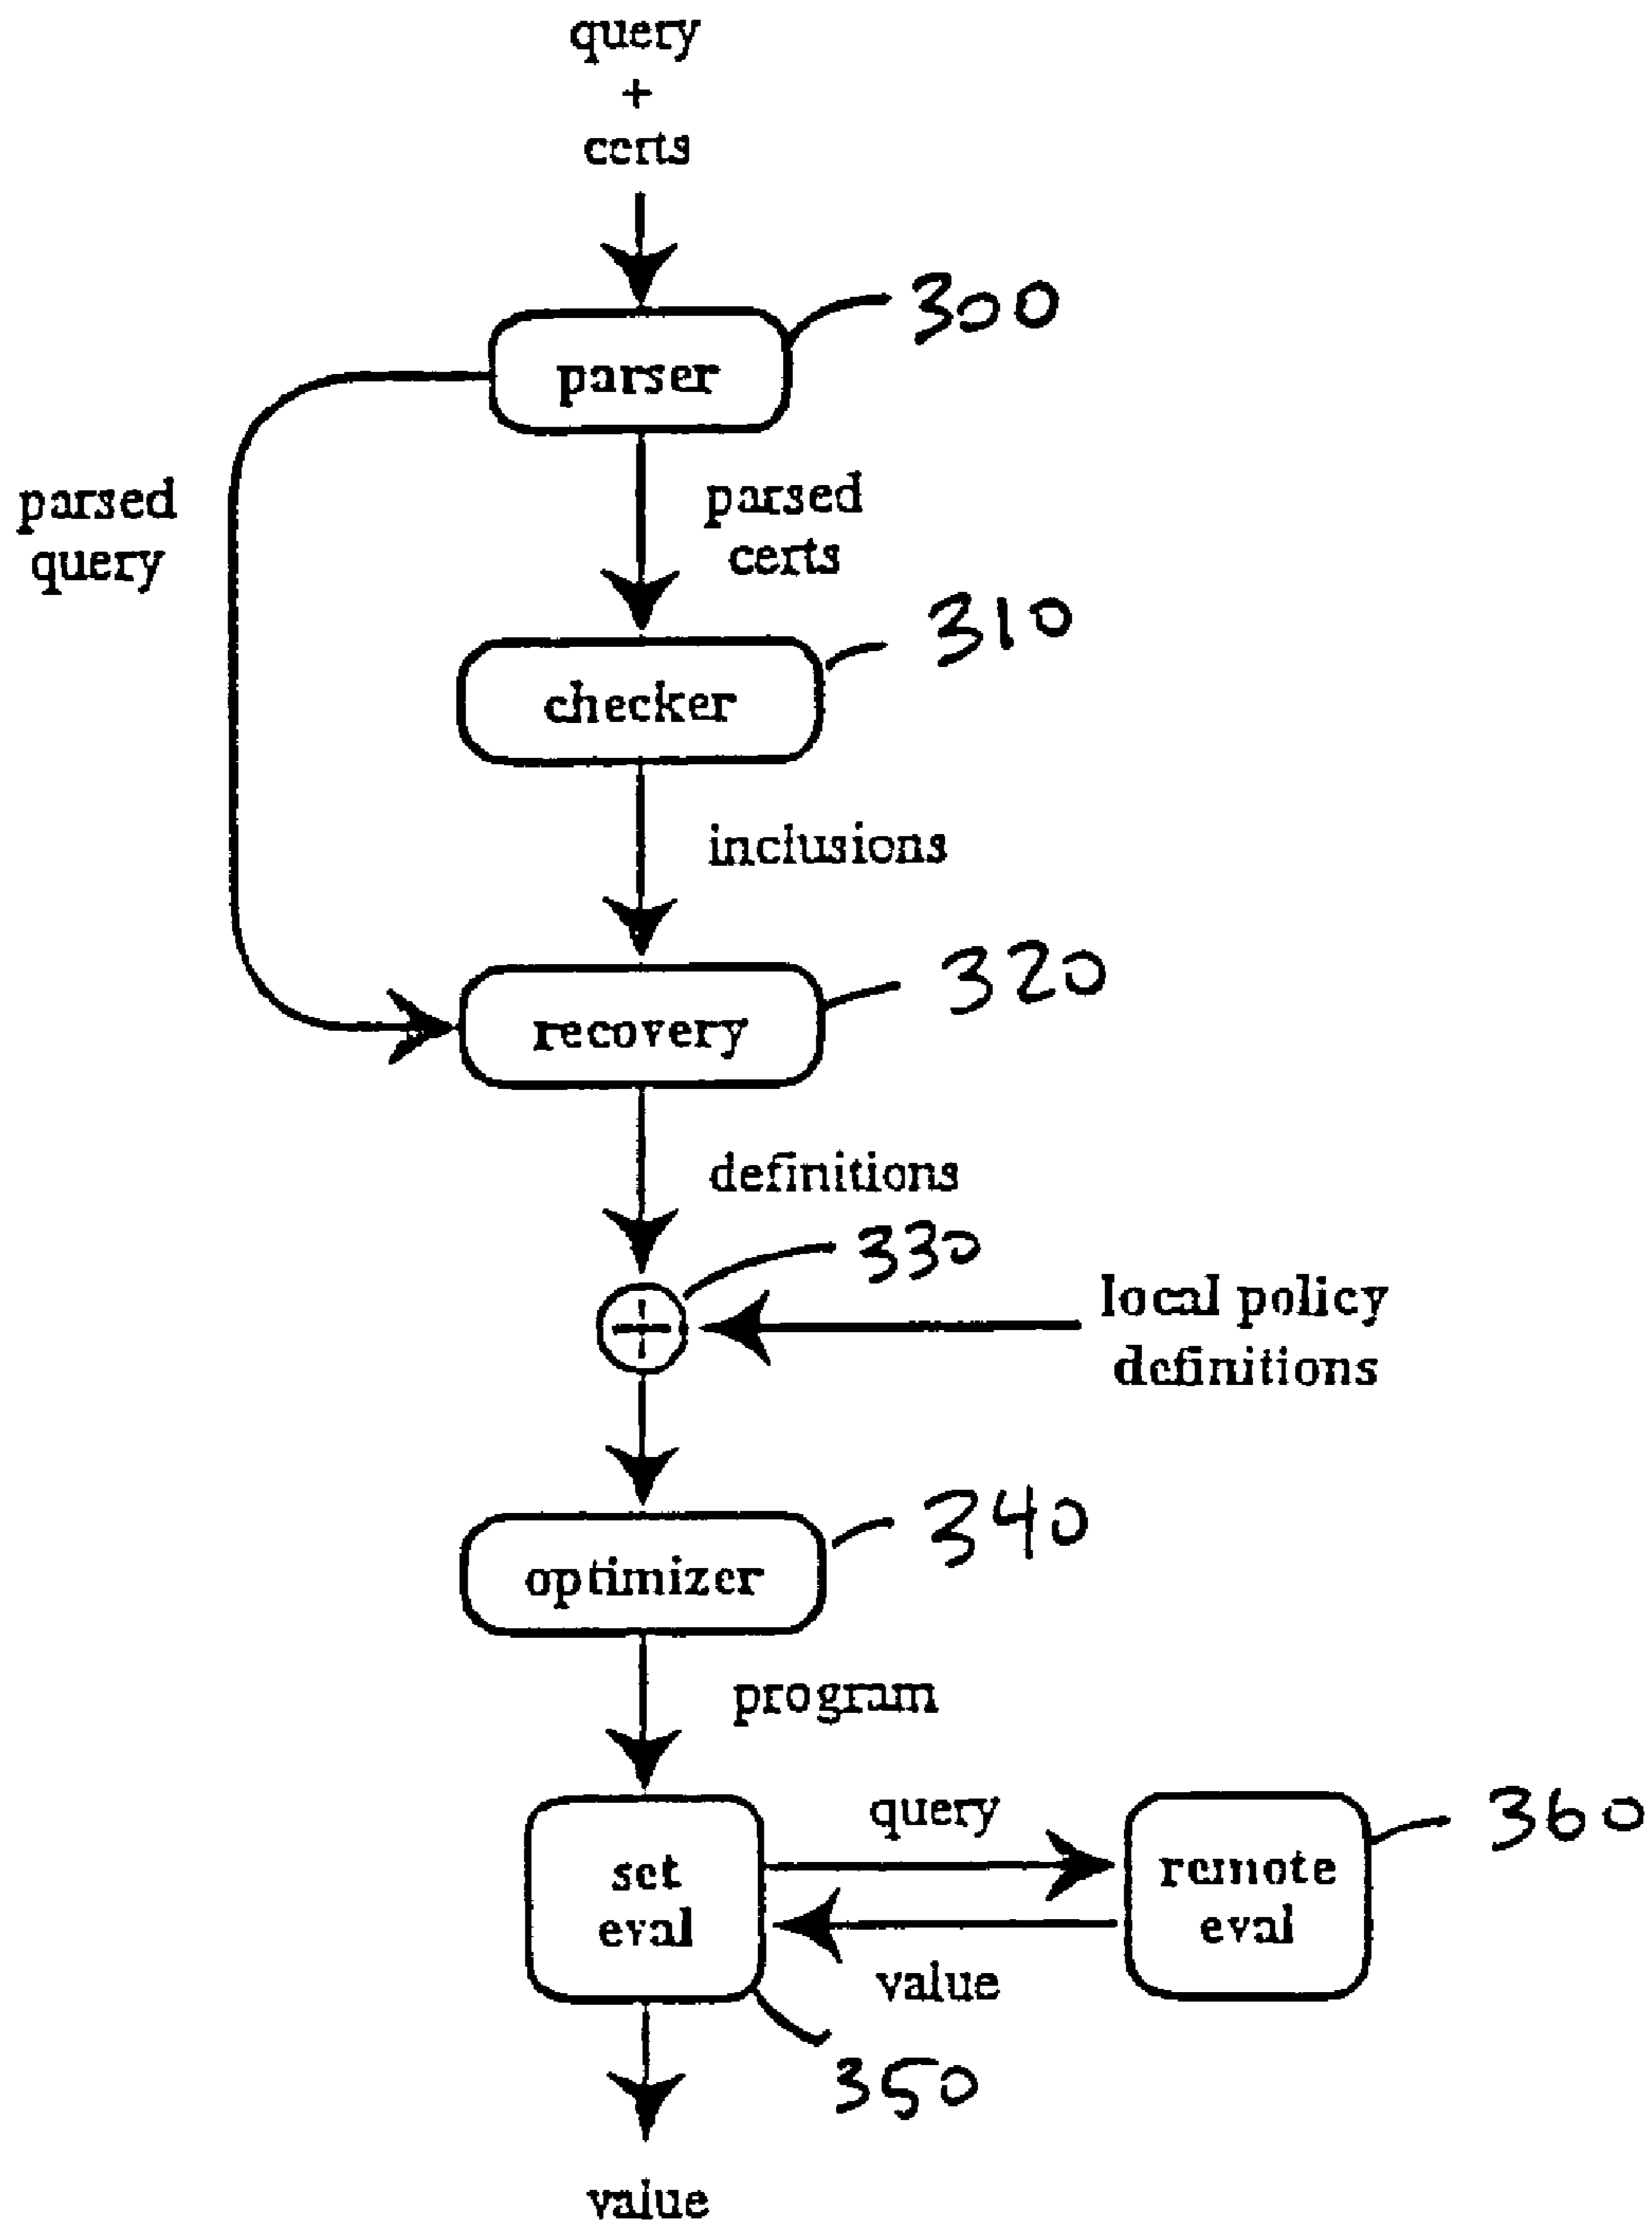 query
+
certs
300
parser
parsed
query
parsed
certs
310
checker
inclusions
320
recovery
definitions
330
local policy
definitions
340
optimizer
program
query
360
set
eval
remote
eval
value
350
value